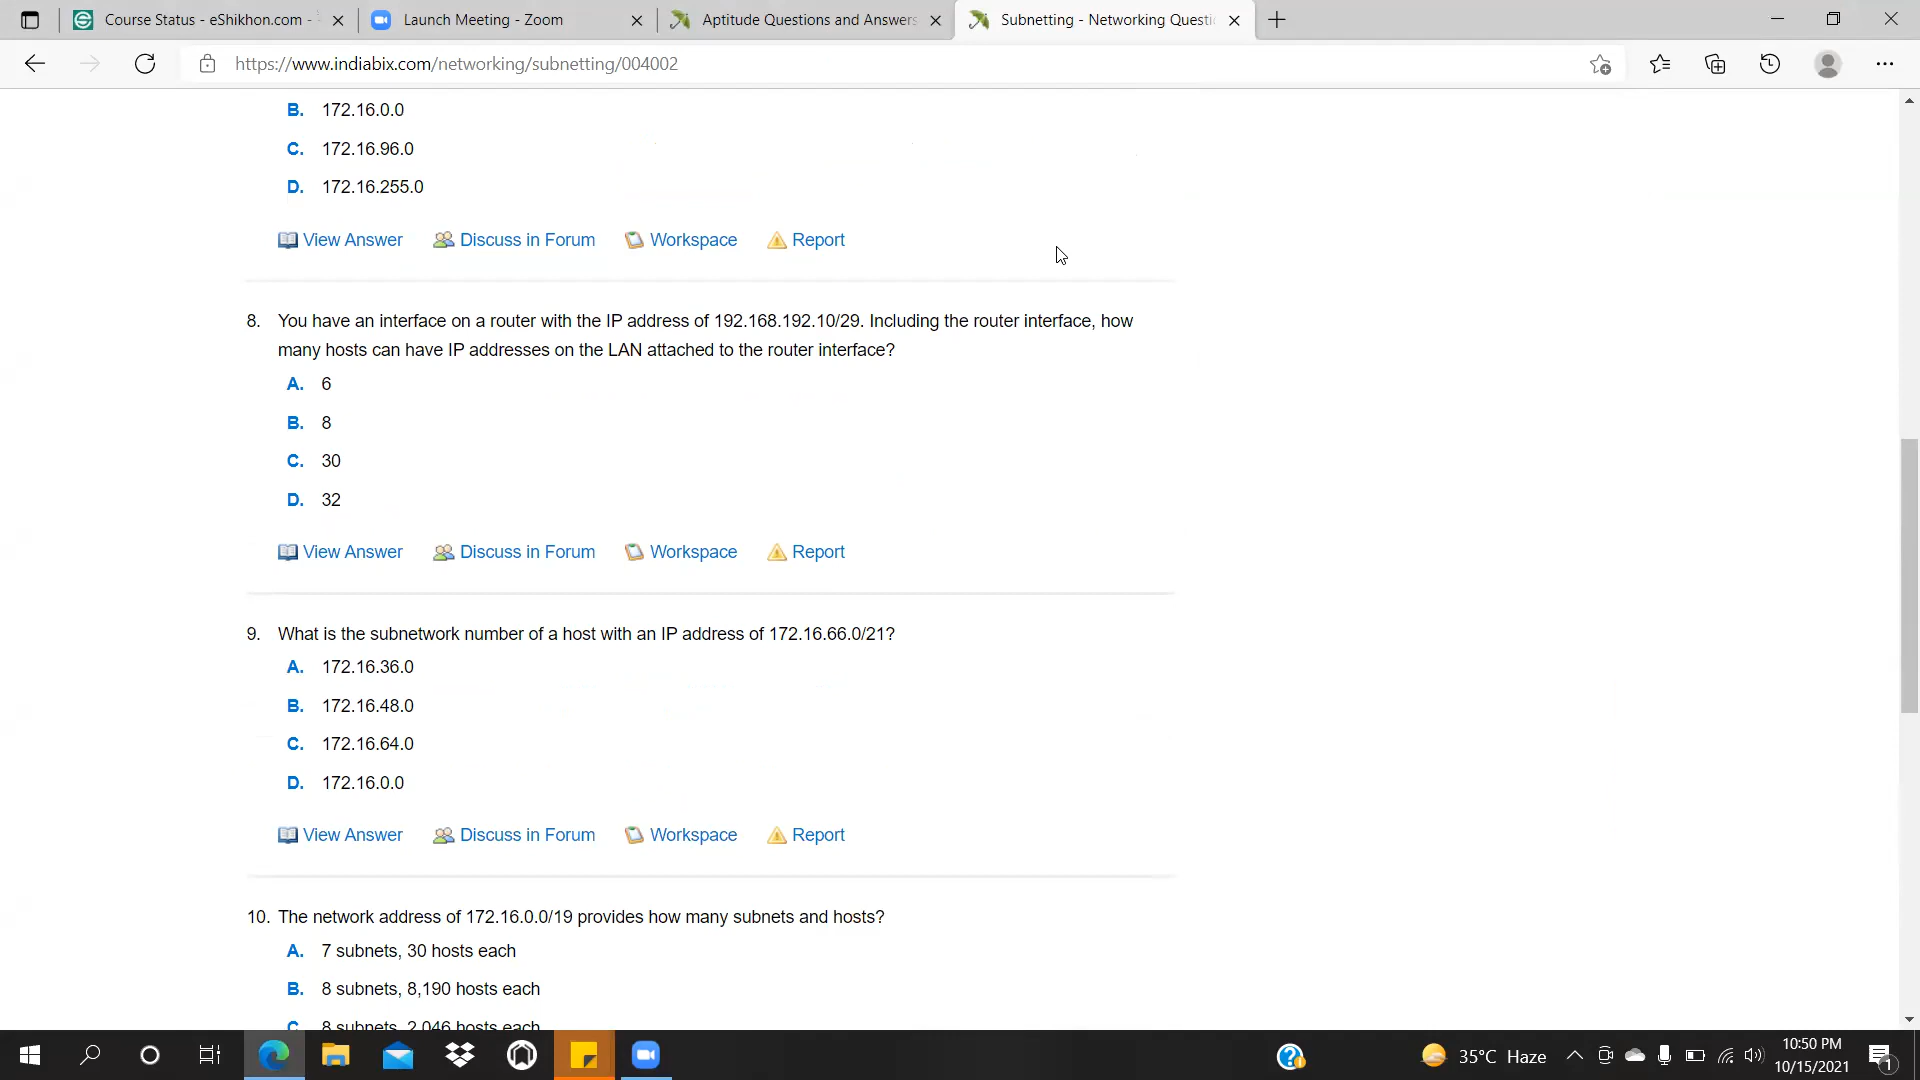 Course Status - eShikhon.com -
Launch Meeting - Zoom
Aptitude Questions and Answers
Subnetting - Networking Questi
https://www.indiabix.com/networking/subnetting/004002
B. 172.16.0.0
C. 172.16.96.0
D. 172.16.255.0
View Answer Discuss in Forum Workspace Report
8. You have an interface on a router with the IP address of 192.168.192.10/29. Including the router interface, how
many hosts can have IP addresses on the LAN attached to the router interface?
A. 6
B. 8
C. 30
D. 32
View Answer Discuss in Forum Workspace Report
9. What is the subnetwork number of a host with an IP address of 172.16.66.0/21?
A. 172.16.36.0
B. 172.16.48.0
C. 172.16.64.0
D. 172.16.0.0
View Answer Discuss in Forum Workspace Report
10. The network address of 172.16.0.0/19 provides how many subnets and hosts?
A. 7 subnets, 30 hosts each
B. 8 subnets, 8,190 hosts each
C. 8 subnets, 2,046 hosts each
35°C Haze
10:50 PM
10/15/2021
1